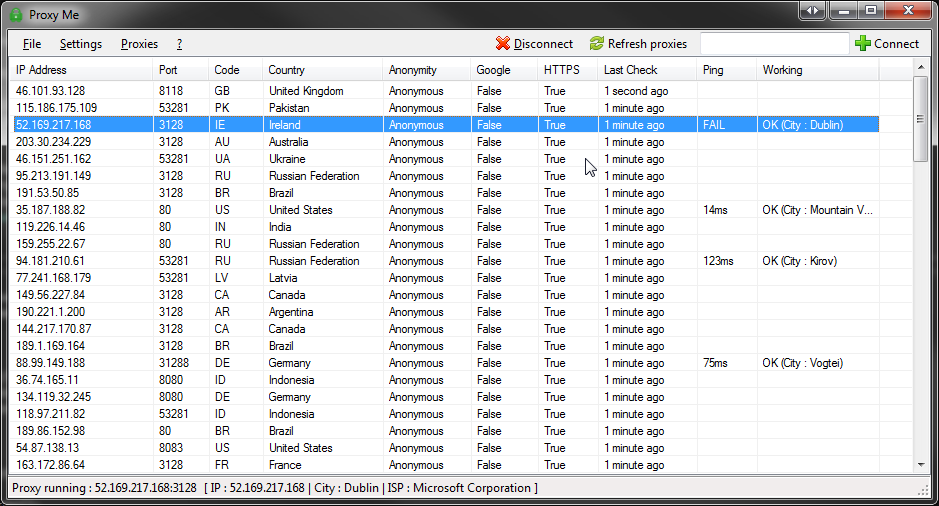 Proxy Me
File Settings Proxies ? Disconnect Refresh proxies Connect
IP Address Port Code Country Anonymity Google HTTPS Last Check Ping Working
46.101.93.128 8118 GB United Kingdom Anonymous False True 1 second ago
115.186.175.109 53281 PK Pakistan Anonymous False True 1 minute ago
52.169.217.168 3128 IE Ireland Anonymous False True 1 minute ago FAIL OK (City : Dublin)
203.30.234.229 3128 AU Australia Anonymous False True 1 minute ago
46.151.251.162 53281 UA Ukraine Anonymous False True 1 minute ago
95.213.191.149 3128 RU Russian Federation Anonymous False True 1 minute ago
191.53.50.85 3128 BR Brazil Anonymous False True 1 minute ago
35.187.188.82 80 US United States Anonymous False True 1 minute ago 14ms OK (City : Mountain V...
119.226.14.46 80 IN India Anonymous False True 1 minute ago
159.255.22.67 80 RU Russian Federation Anonymous False True 1 minute ago
94.181.210.61 53281 RU Russian Federation Anonymous False True 1 minute ago 123ms OK (City : Kirov)
77.241.168.179 53281 LV Latvia Anonymous False True 1 minute ago
149.56.227.84 3128 CA Canada Anonymous False True 1 minute ago
190.221.1.200 3128 AR Argentina Anonymous False True 1 minute ago
144.217.170.87 3128 CA Canada Anonymous False True 1 minute ago
189.1.169.164 3128 BR Brazil Anonymous False True 1 minute ago
88.99.149.188 31288 DE Germany Anonymous False True 1 minute ago 75ms OK (City : Vogtei)
36.74.165.11 8080 ID Indonesia Anonymous False True 1 minute ago
134.119.32.245 8080 DE Germany Anonymous False True 1 minute ago
118.97.211.82 53281 ID Indonesia Anonymous False True 1 minute ago
189.86.152.98 80 BR Brazil Anonymous False True 1 minute ago
54.87.138.13 8083 US United States Anonymous False True 1 minute ago
163.172.86.64 3128 FR France Anonymous False True 1 minute ago
Proxy running : 52.169.217.168:3128 [ IP : 52.169.217.168 | City : Dublin | ISP : Microsoft Corporation ]